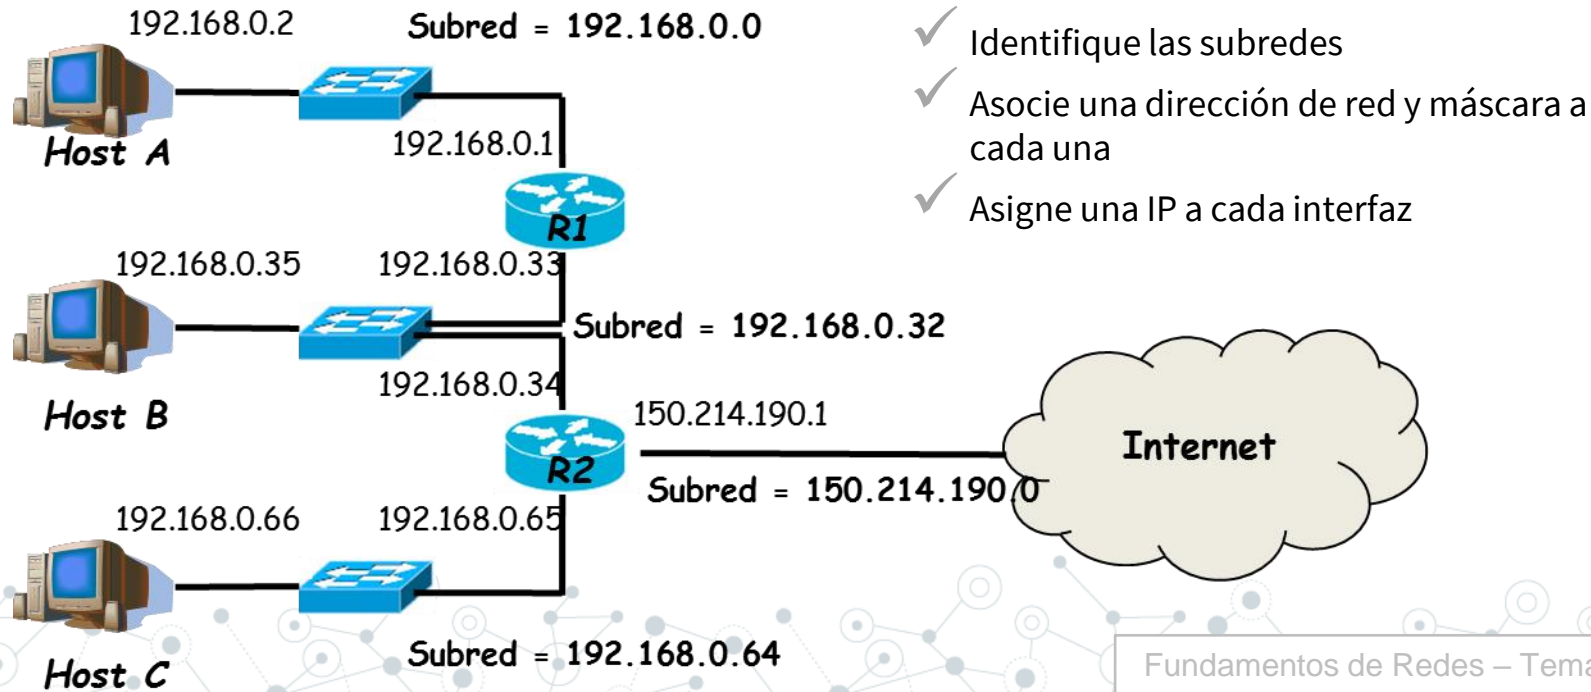 192.168.0.2
Subred = 192.168.0.0
Host A
192.168.0.1
R1
192.168.0.35
192.168.0.33
Subred = 192.168.0.32
192.168.0.34
Host B
150.214.190.1
R2
Subred = 150.214.190.0
Internet
192.168.0.66
192.168.0.65
Host C
Subred = 192.168.0.64
✓ Identifique las subredes
✓ Asocie una dirección de red y máscara a
cada una
✓ Asigne una IP a cada interfaz
Fundamentos de Redes – Tema